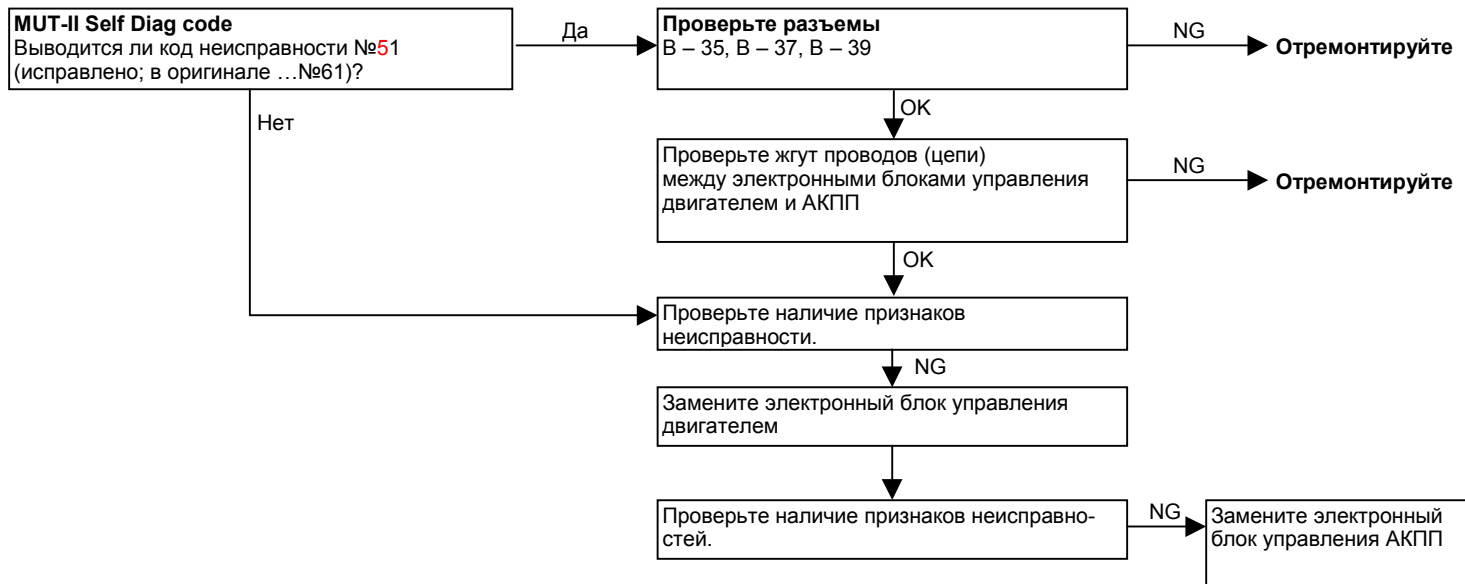 MUT-II Self Diag code
Выводится ли код неисправности №51
(исправлено; в оригинале …№61)?
Да
Проверьте разъемы
B – 35, B – 37, B – 39
NG
Отремонтируйте
Нет
OK
Проверьте жгут проводов (цепи)
между электронными блоками управления
двигателем и АКПП
NG
Отремонтируйте
OK
Проверьте наличие признаков
неисправности.
NG
Замените электронный блок управления
двигателем
Проверьте наличие признаков неисправно-
стей.
NG
Замените электронный
блок управления АКПП